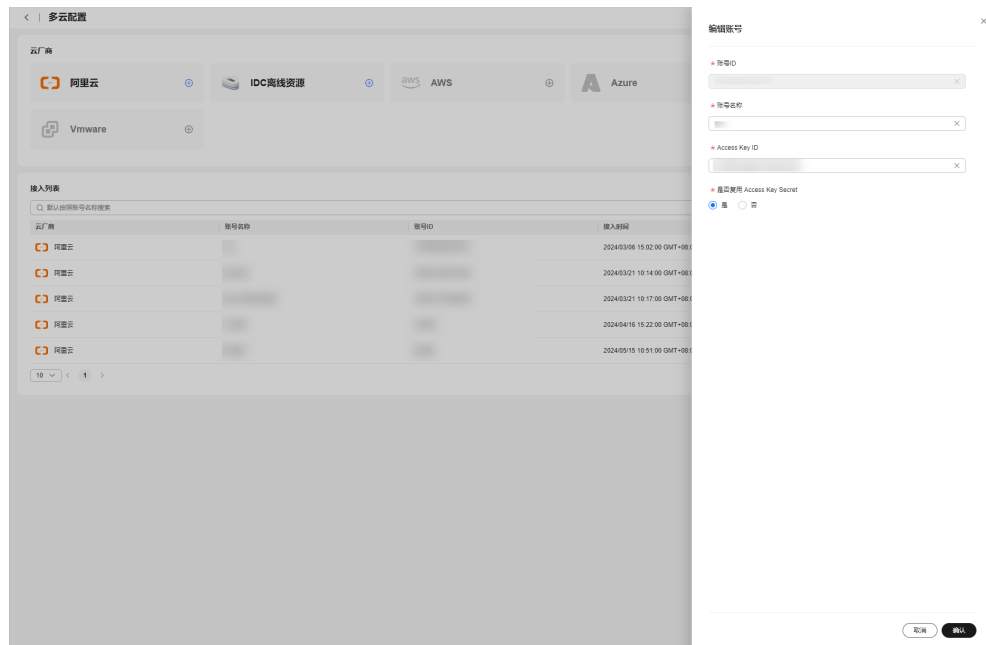 多云配置
云厂商
阿里云
IDC离线资源
aws AWS
Azure
Vmware
接入列表
默认按照账号名称搜索
云厂商 账号名称 账号ID 接入时间
阿里云 2024/03/06 15:02:00 GMT+08:0
阿里云 2024/03/21 10:14:00 GMT+08:0
阿里云 2024/03/21 10:17:00 GMT+08:0
阿里云 2024/04/16 15:22:00 GMT+08:0
阿里云 2024/05/15 10:51:00 GMT+08:0
10 1
编辑账号
* 账号ID
* 账号名称
* Access Key ID
* 是否复用 Access Key Secret
是 否
取消 确认